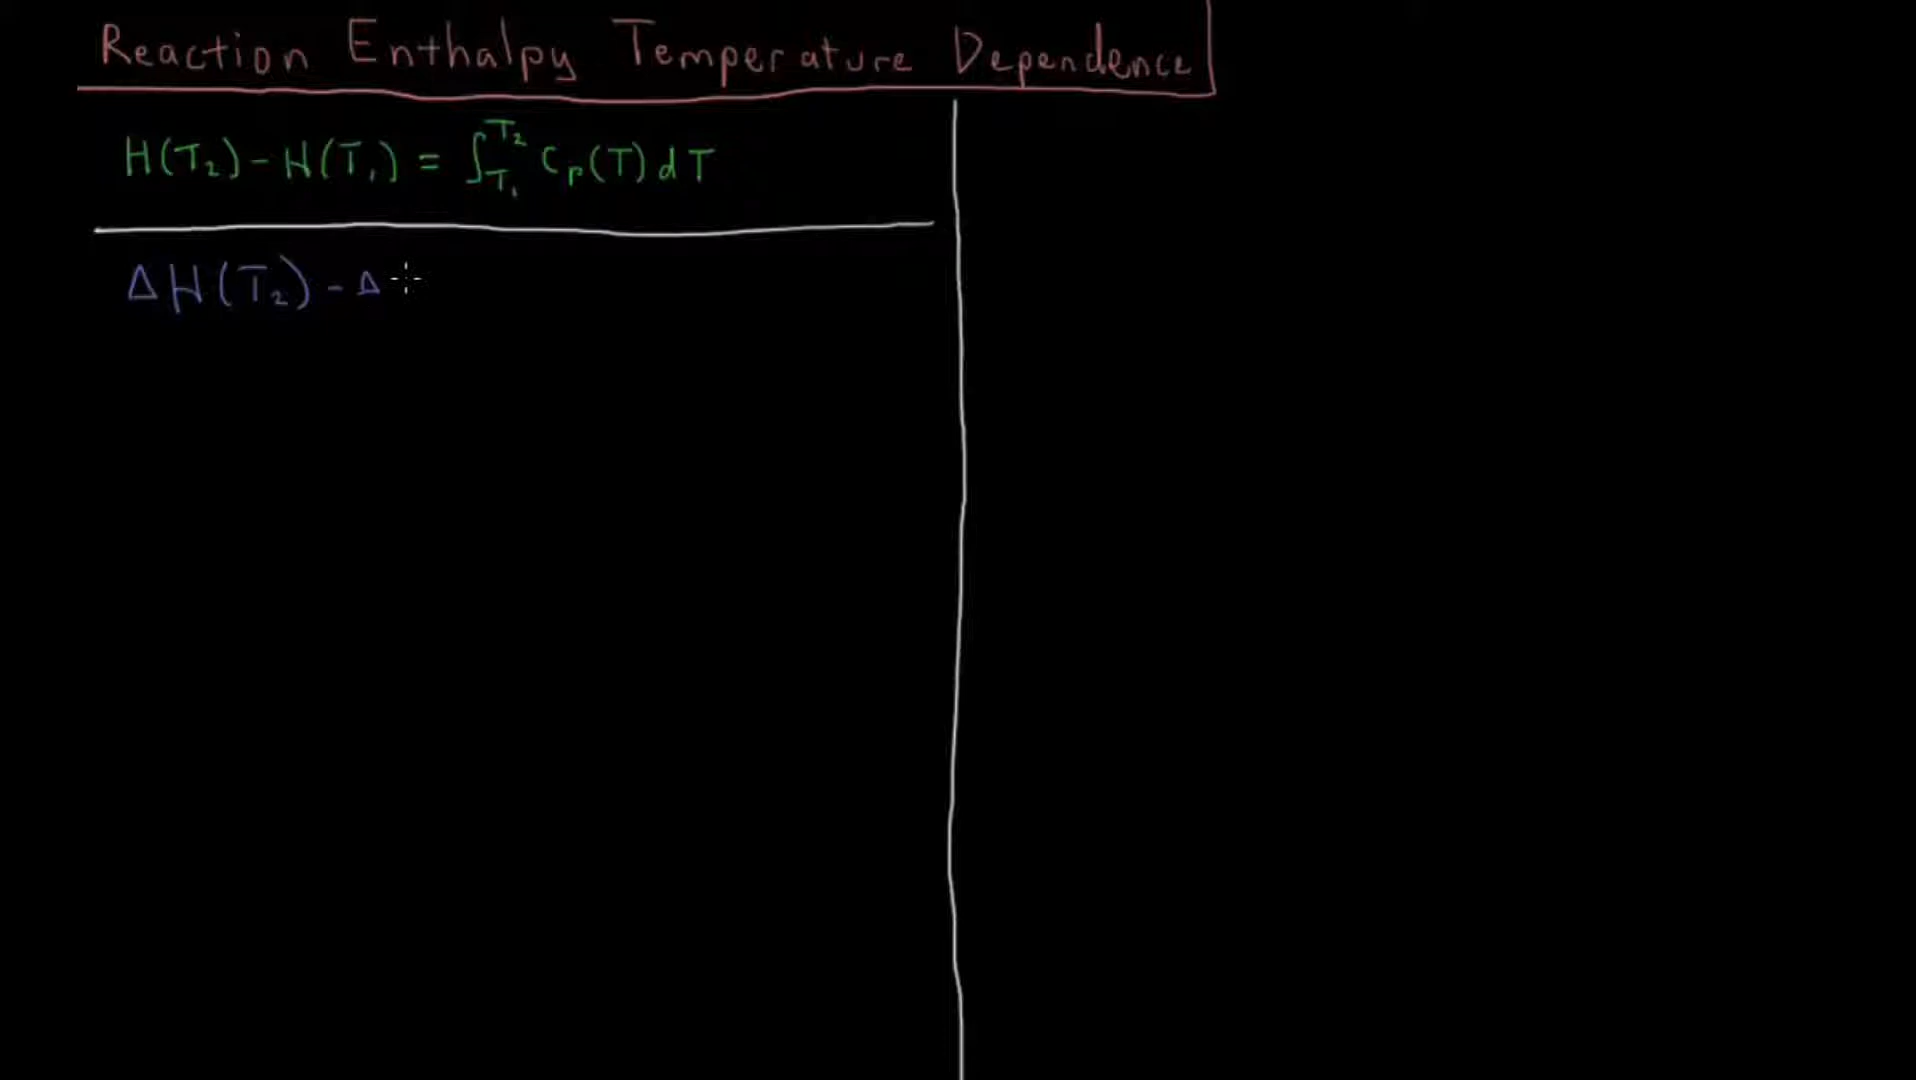 Reaction Enthalpy Temperature Dependence
H(T₂) - H(T₁) = ∫_{T₁}^{T₂} Cₚ(T) dT
ΔH(T₂) - Δ